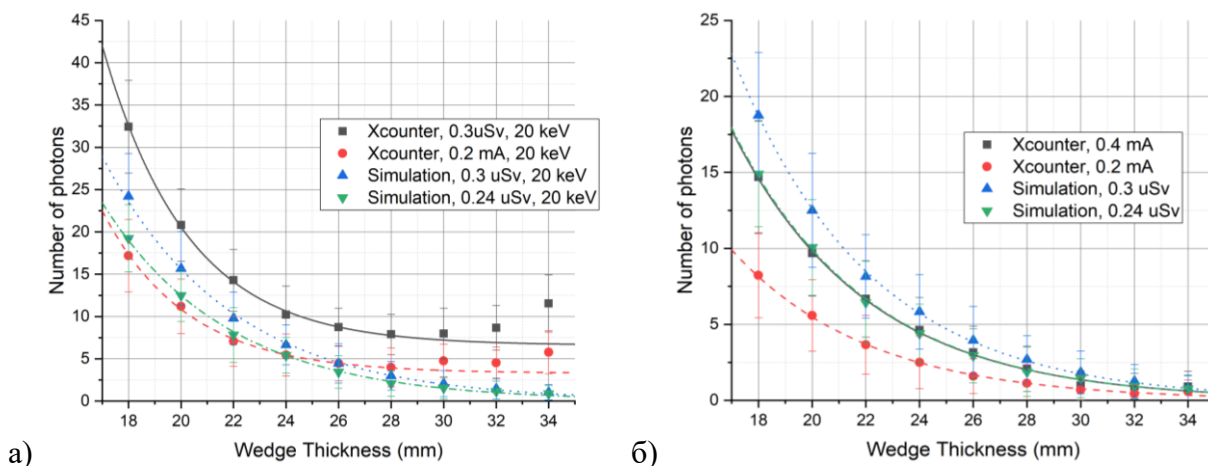 45
40
35
30
25
20
15
10
5
0
Number of photons
Xcounter, 0.3uSv, 20 keV
Xcounter, 0.2 mA, 20 keV
Simulation, 0.3 uSv, 20 keV
Simulation, 0.24 uSv, 20 keV
18 20 22 24 26 28 30 32 34
Wedge Thickness (mm)
а)
25
20
15
10
5
0
Number of photons
Xcounter, 0.4 mA
Xcounter, 0.2 mA
Simulation, 0.3 uSv
Simulation, 0.24 uSv
18 20 22 24 26 28 30 32 34
Wedge Thickness (mm)
б)